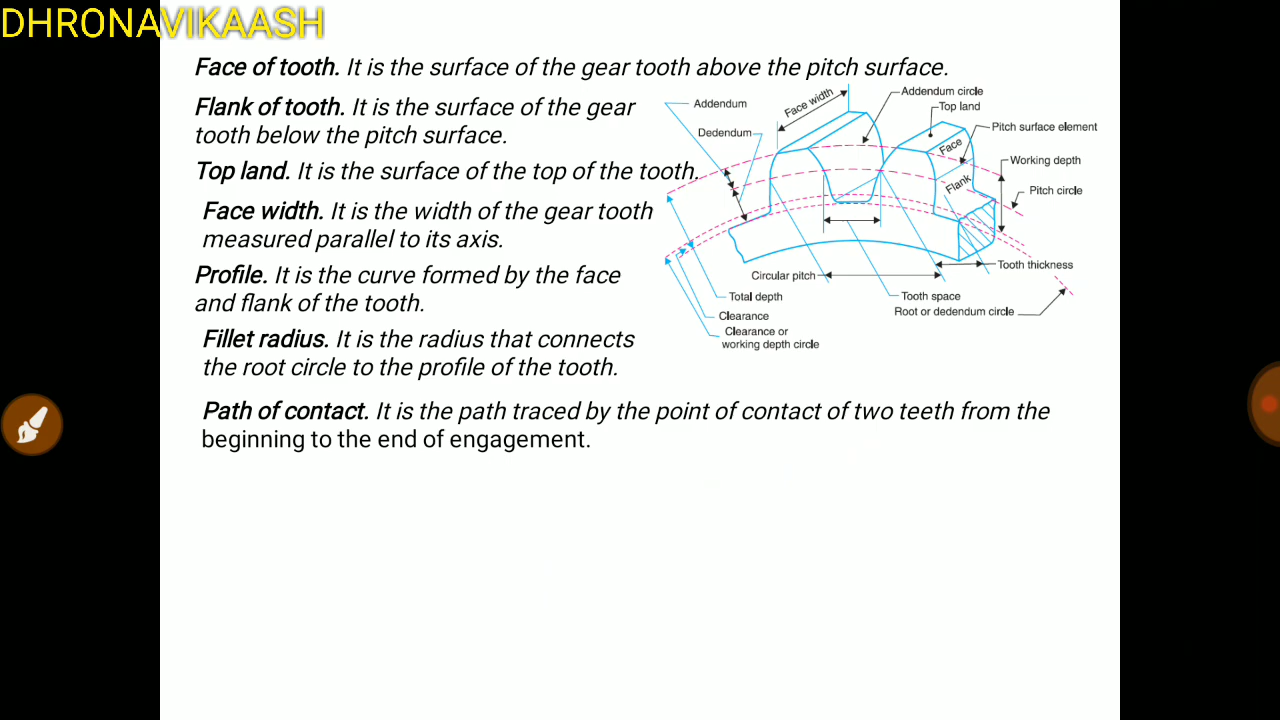 DHRONAVIKAASH
Face of tooth. It is the surface of the gear tooth above the pitch surface.
Flank of tooth. It is the surface of the gear
tooth below the pitch surface.
Top land. It is the surface of the top of the tooth.
Face width. It is the width of the gear tooth
measured parallel to its axis.
Profile. It is the curve formed by the face
and flank of the tooth.
Fillet radius. It is the radius that connects
the root circle to the profile of the tooth.
Path of contact. It is the path traced by the point of contact of two teeth from the
beginning to the end of engagement.
Addendum
Face width
Addendum circle
Top land
Dedendum
Pitch surface element
Face
Working depth
Flank
Pitch circle
Circular pitch
Tooth thickness
Total depth
Tooth space
Clearance
Root or dedendum circle
Clearance or
working depth circle